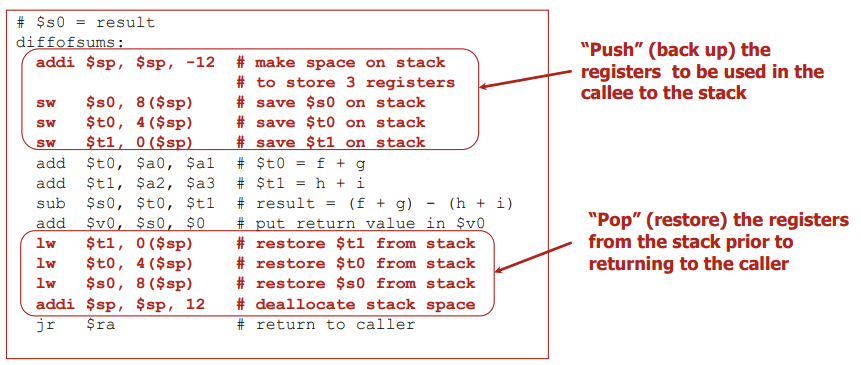 # $s0 = result
diffofsums:
addi $sp, $sp, -12 # make space on stack
# to store 3 registers
sw $s0, 8($sp) # save $s0 on stack
sw $t0, 4($sp) # save $t0 on stack
sw $t1, 0($sp) # save $t1 on stack
add $t0, $a0, $a1 # $t0 = f + g
add $t1, $a2, $a3 # $t1 = h + i
sub $s0, $t0, $t1 # result = (f + g) - (h + i)
add $v0, $s0, $0 # put return value in $v0
lw $t1, 0($sp) # restore $t1 from stack
lw $t0, 4($sp) # restore $t0 from stack
lw $s0, 8($sp) # restore $s0 from stack
addi $sp, $sp, 12 # deallocate stack space
jr $ra # return to caller
“Push” (back up) the
registers to be used in the
callee to the stack
“Pop” (restore) the registers
from the stack prior to
returning to the caller